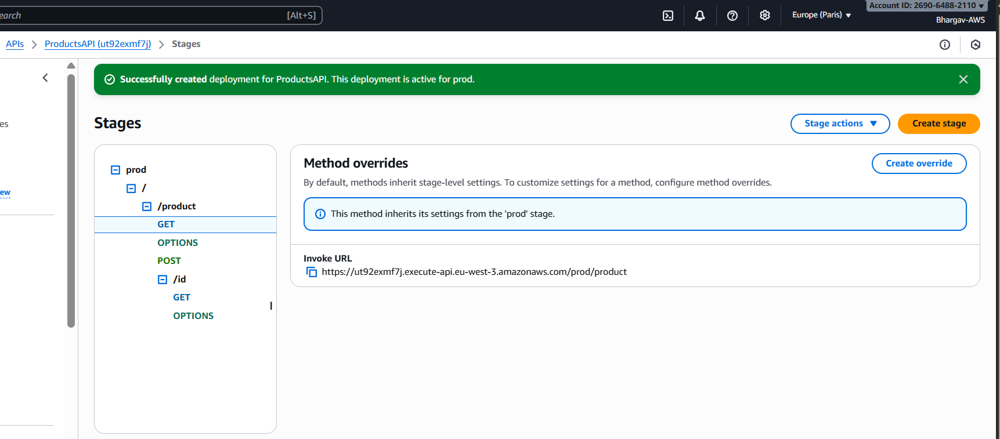 earch [Alt+S] Europe (Paris) Account ID: 2690-6488-2110
Bhargav-AWS
APIs ProductsAPI (ut92exmf7j) Stages
Successfully created deployment for ProductsAPI. This deployment is active for prod.
es
ew
Stages
Stage actions
Create stage
prod
/
/product
GET
OPTIONS
POST
/id
GET
OPTIONS
Method overrides
Create override
By default, methods inherit stage-level settings. To customize settings for a method, configure method overrides.
This method inherits its settings from the 'prod' stage.
Invoke URL
https://ut92exmf7j.execute-api.eu-west-3.amazonaws.com/prod/product